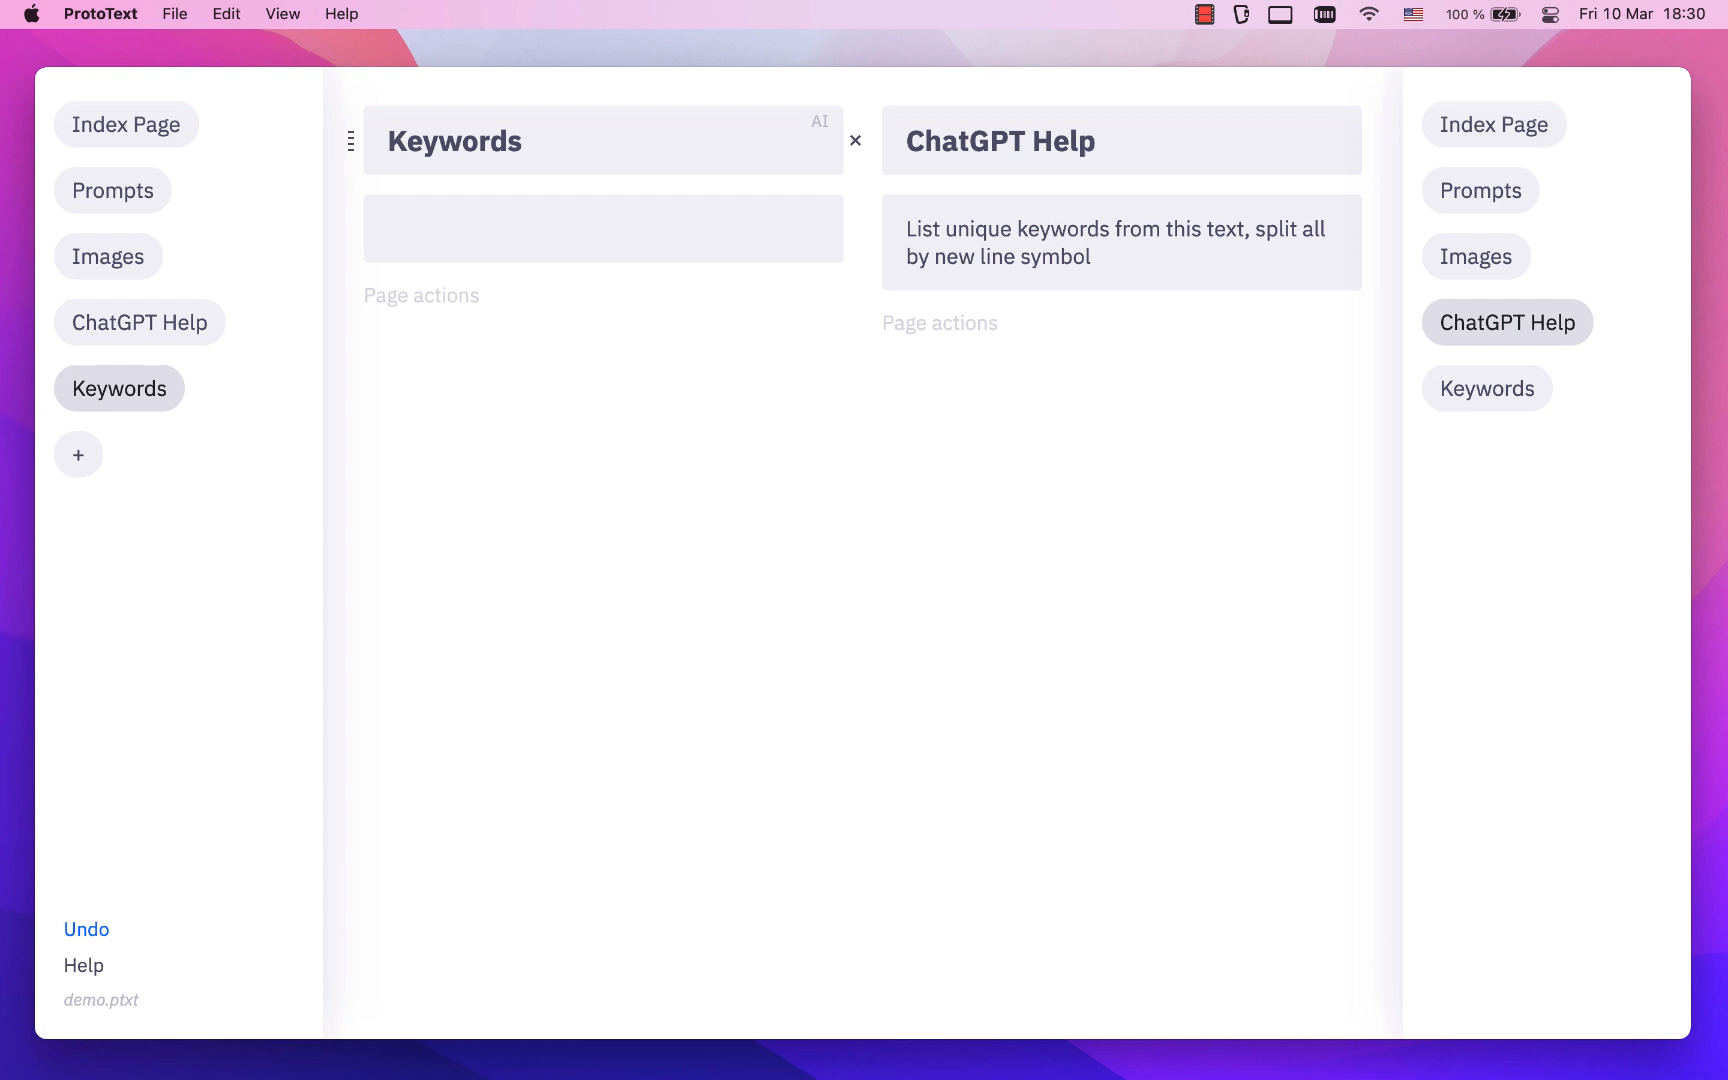 ProtoText File Edit View Help 100 % Fri 10 Mar 18:30
Index Page
Prompts
Images
ChatGPT Help
Keywords
+
Undo
Help
demo.ptxt
Keywords
AI
×
Page actions
ChatGPT Help
List unique keywords from this text, split all
by new line symbol
Page actions
Index Page
Prompts
Images
ChatGPT Help
Keywords